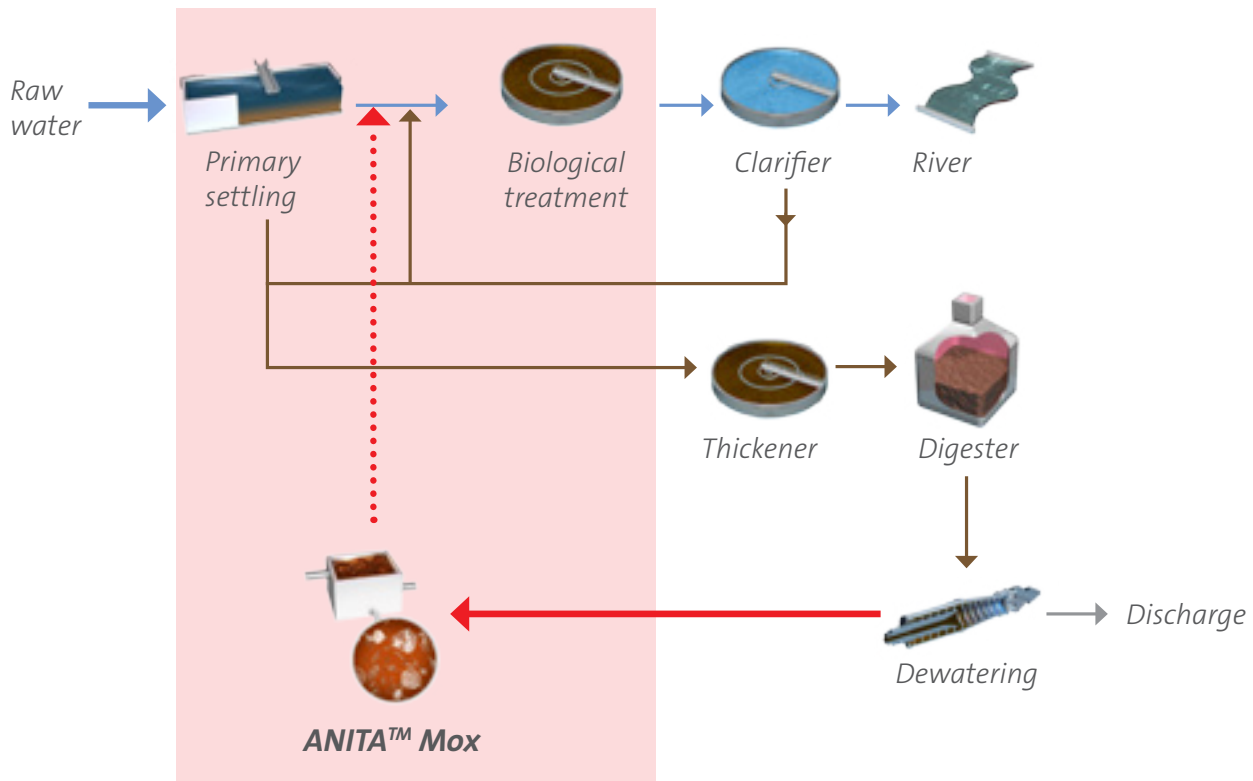 Raw
water
Primary
settling
Biological
treatment
Clarifier
River
Thickener
Digester
Discharge
Dewatering
ANITA™ Mox